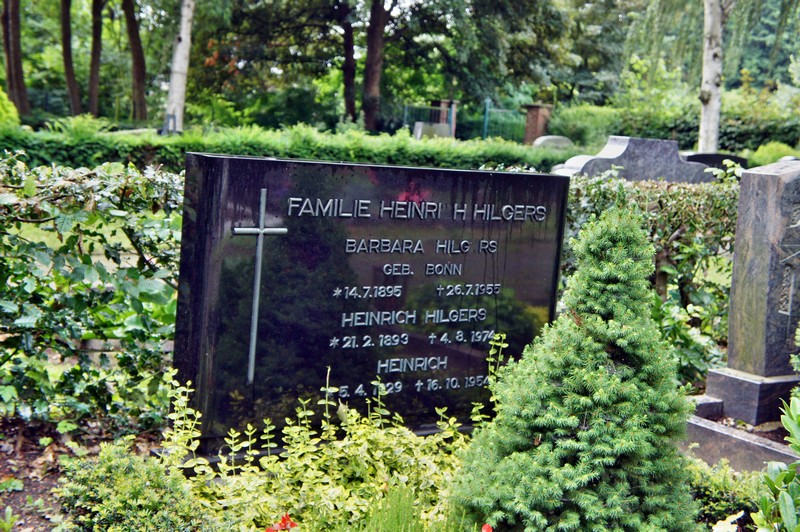 FAMILIE HEINRI H HILGERS
BARBARA HILG RS
GEB. BONN
*14.7.1895 †26.7.1955
HEINRICH HILGERS
*21.2.1893 †4.8.1974
HEINRICH
5.4.1929 †16.10.1954